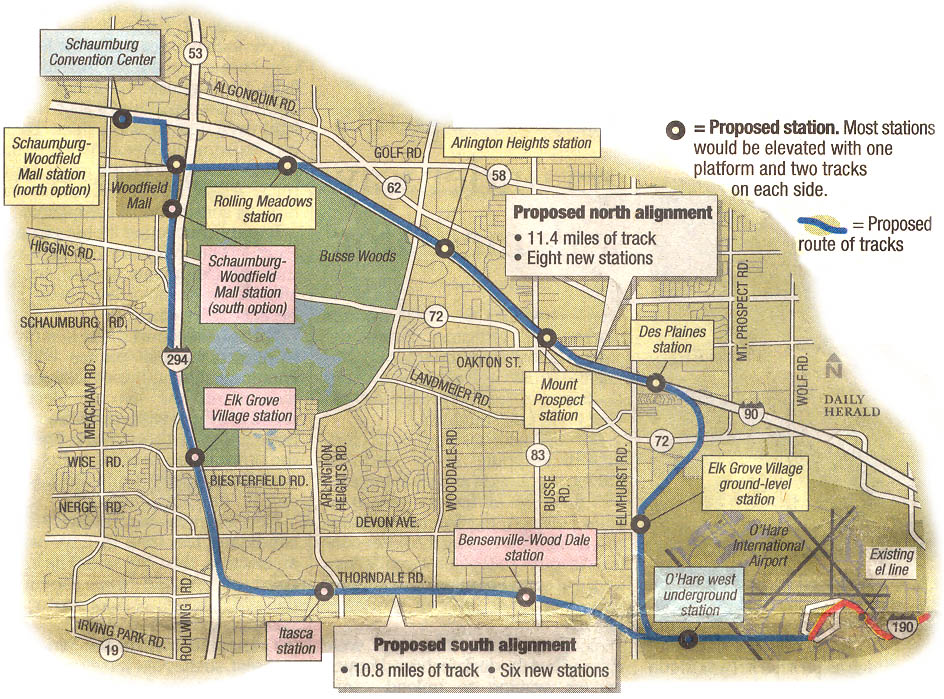 Schaumburg
Convention Center
53
ALGONQUIN RD.
Schaumburg-
Woodfield
Mall station
(north option)
Woodfield
Mall
Rolling Meadows
station
GOLF RD
62
58
Arlington Heights station
= Proposed station. Most stations
would be elevated with one
platform and two tracks
on each side.
= Proposed
route of tracks
Proposed north alignment
• 11.4 miles of track
• Eight new stations
HIGGINS RD.
Schaumburg-
Woodfield
Mall station
(south option)
Busse Woods
SCHAUMBURG RD.
72
294
MEACHAM RD.
OAKTON ST.
LANDMEIER RD.
Mount
Prospect
station
Des Plaines
station
MT. PROSPECT RD.
WOLF RD.
N
DAILY
HERALD
90
72
Elk Grove
Village station
WISE RD.
BIESTERFIELD RD.
ARLINGTON
HEIGHTS RD.
WOODDALE RD
83
BUSSE
RD.
ELMHURST RD.
Elk Grove Village
ground-level
station
NERGE RD.
DEVON AVE.
Bensenville-Wood Dale
station
O'Hare
International
Airport
Existing
el line
O'Hare west
underground
station
190
THORNDALE RD.
ROHLWING RD
IRVING PARK RD.
19
Itasca
station
Proposed south alignment
• 10.8 miles of track • Six new stations